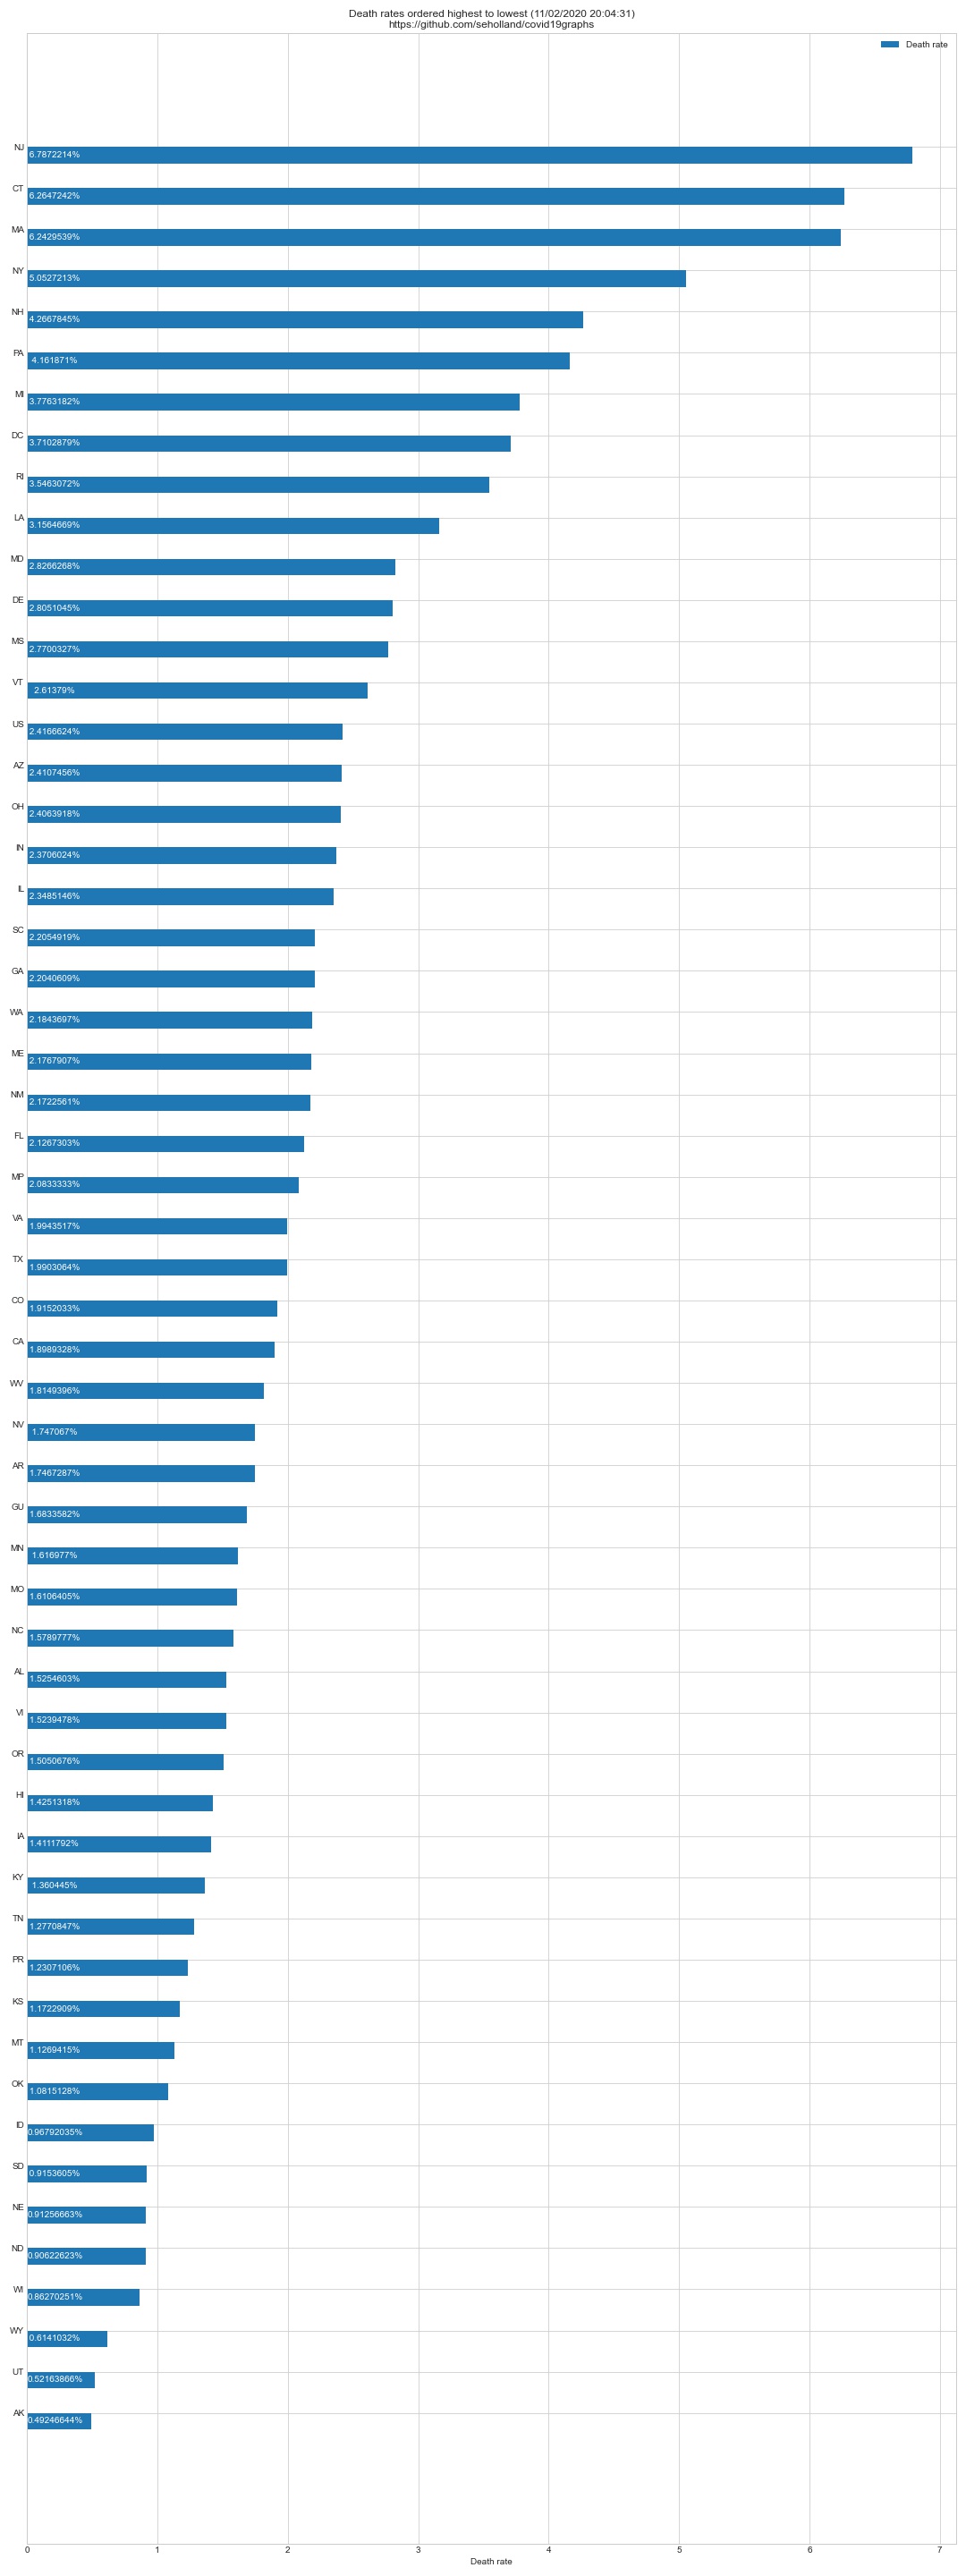 Death rates ordered highest to lowest (11/02/2020 20:04:31)
https://github.com/seholland/covid19graphs
Death rate
NJ 6.7872214%
CT 6.2647242%
MA 6.2429539%
NY 5.0527213%
NH 4.2667845%
PA 4.161871%
MI 3.7763182%
DC 3.7102879%
RI 3.5463072%
LA 3.1564669%
MD 2.8266268%
DE 2.8051045%
MS 2.7700327%
VT 2.61379%
US 2.4166624%
AZ 2.4107456%
OH 2.4063918%
IN 2.3706024%
IL 2.3485146%
SC 2.2054919%
GA 2.2040609%
WA 2.1843697%
ME 2.1767907%
NM 2.1722561%
FL 2.1267303%
MP 2.0833333%
VA 1.9943517%
TX 1.9903064%
CO 1.9152033%
CA 1.8989328%
WV 1.8149396%
NV 1.747067%
AR 1.7467287%
GU 1.6833582%
MN 1.616977%
MO 1.6106405%
NC 1.5789777%
AL 1.5254603%
VI 1.5239478%
OR 1.5050676%
HI 1.4251318%
IA 1.4111792%
KY 1.360445%
TN 1.2770847%
PR 1.2307106%
KS 1.1722909%
MT 1.1269415%
OK 1.0815128%
ID 0.96792035%
SD 0.9153605%
NE 0.91256663%
ND 0.90622623%
WI 0.86270251%
WY 0.6141032%
UT 0.52163866%
AK 0.49246644%
0 1 2 3 4 5 6 7
Death rate